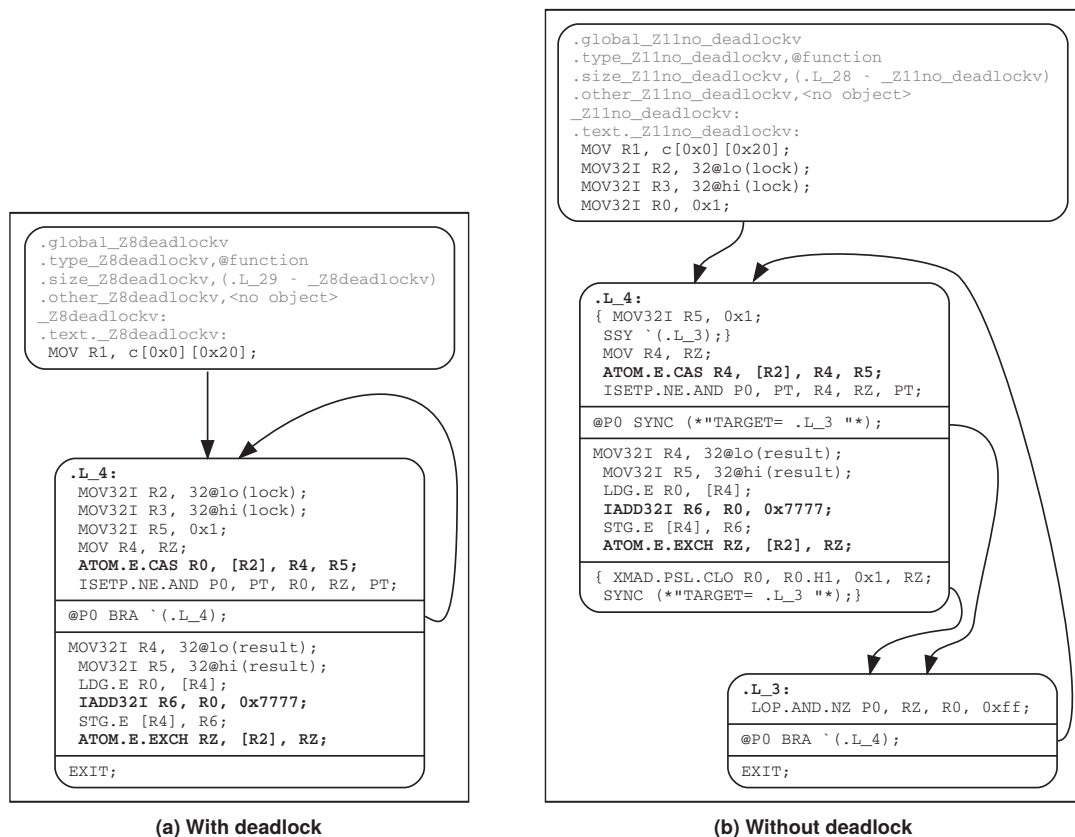 .global_Z8deadlockv
.type_Z8deadlockv,@function
.size_Z8deadlockv,(.L_29 - _Z8deadlockv)
.other_Z8deadlockv,<no object>
_Z8deadlockv:
.text._Z8deadlockv:
MOV R1, c[0x0][0x20];
.L_4:
MOV32I R2, 32@lo(lock);
MOV32I R3, 32@hi(lock);
MOV32I R5, 0x1;
MOV R4, RZ;
ATOM.E.CAS R0, [R2], R4, R5;
ISETP.NE.AND P0, PT, R0, RZ, PT;
@P0 BRA `(.L_4);
MOV32I R4, 32@lo(result);
MOV32I R5, 32@hi(result);
LDG.E R0, [R4];
IADD32I R6, R0, 0x7777;
STG.E [R4], R6;
ATOM.E.EXCH RZ, [R2], RZ;
EXIT;
(a) With deadlock
.global_Z11no_deadlockv
.type_Z11no_deadlockv,@function
.size_Z11no_deadlockv,(.L_28 - _Z11no_deadlockv)
.other_Z11no_deadlockv,<no object>
_Z11no_deadlockv:
.text._Z11no_deadlockv:
MOV R1, c[0x0][0x20];
MOV32I R2, 32@lo(lock);
MOV32I R3, 32@hi(lock);
MOV32I R0, 0x1;
.L_4:
{ MOV32I R5, 0x1;
SSY `(.L_3);}
MOV R4, RZ;
ATOM.E.CAS R4, [R2], R4, R5;
ISETP.NE.AND P0, PT, R4, RZ, PT;
@P0 SYNC (*"TARGET= .L_3 "*);
MOV32I R4, 32@lo(result);
MOV32I R5, 32@hi(result);
LDG.E R0, [R4];
IADD32I R6, R0, 0x7777;
STG.E [R4], R6;
ATOM.E.EXCH RZ, [R2], RZ;
{ XMAD.PSL.CLO R0, R0.H1, 0x1, RZ;
SYNC (*"TARGET= .L_3 "*);}
.L_3:
LOP.AND.NZ P0, RZ, R0, 0xff;
@P0 BRA `(.L_4);
EXIT;
(b) Without deadlock